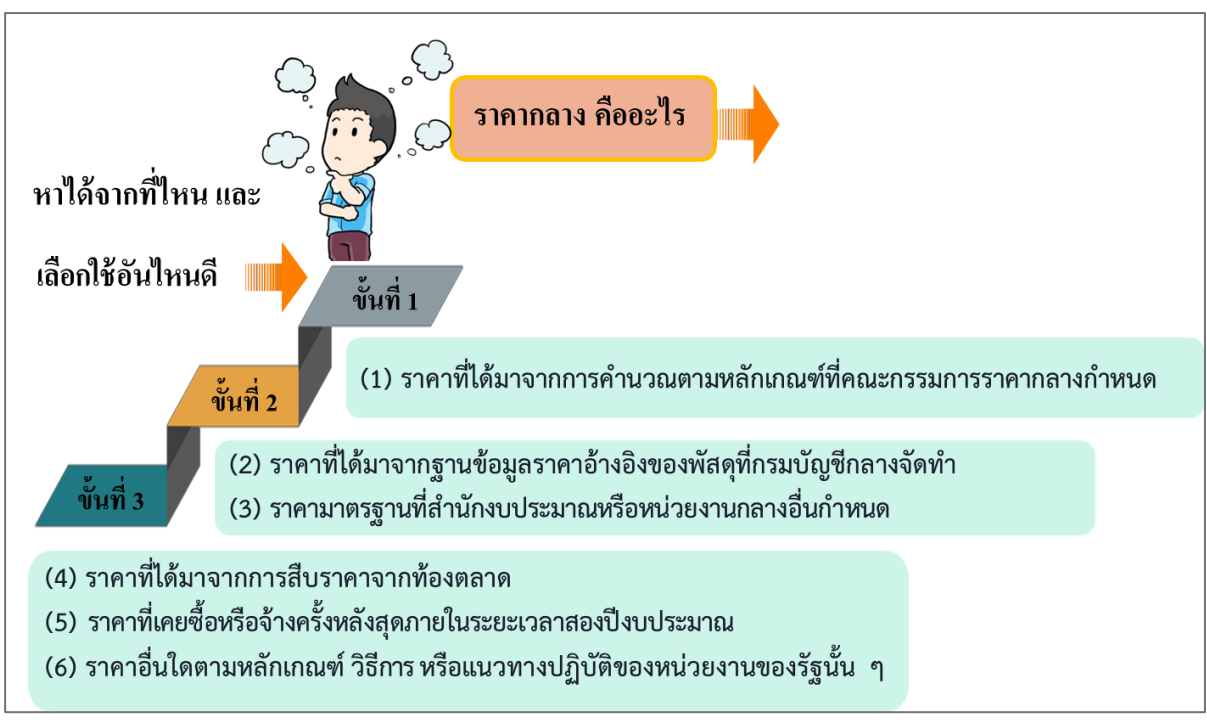 ราคากลาง คืออะไร
หาได้จากที่ไหน และ
เลือกใช้อันไหนดี
ขั้นที่ 1
(1) ราคาที่ได้มาจากการคำนวณตามหลักเกณฑ์ที่คณะกรรมการราคากลางกำหนด
ขั้นที่ 2
(2) ราคาที่ได้มาจากฐานข้อมูลราคาอ้างอิงของพัสดุที่กรมบัญชีกลางจัดทำ
(3) ราคามาตรฐานที่สำนักงบประมาณหรือหน่วยงานกลางอื่นกำหนด
ขั้นที่ 3
(4) ราคาที่ได้มาจากการสืบราคาจากท้องตลาด
(5) ราคาที่เคยซื้อหรือจ้างครั้งหลังสุดภายในระยะเวลาสองปีงบประมาณ
(6) ราคาอื่นใดตามหลักเกณฑ์ วิธีการ หรือแนวทางปฏิบัติของหน่วยงานของรัฐนั้น ๆ